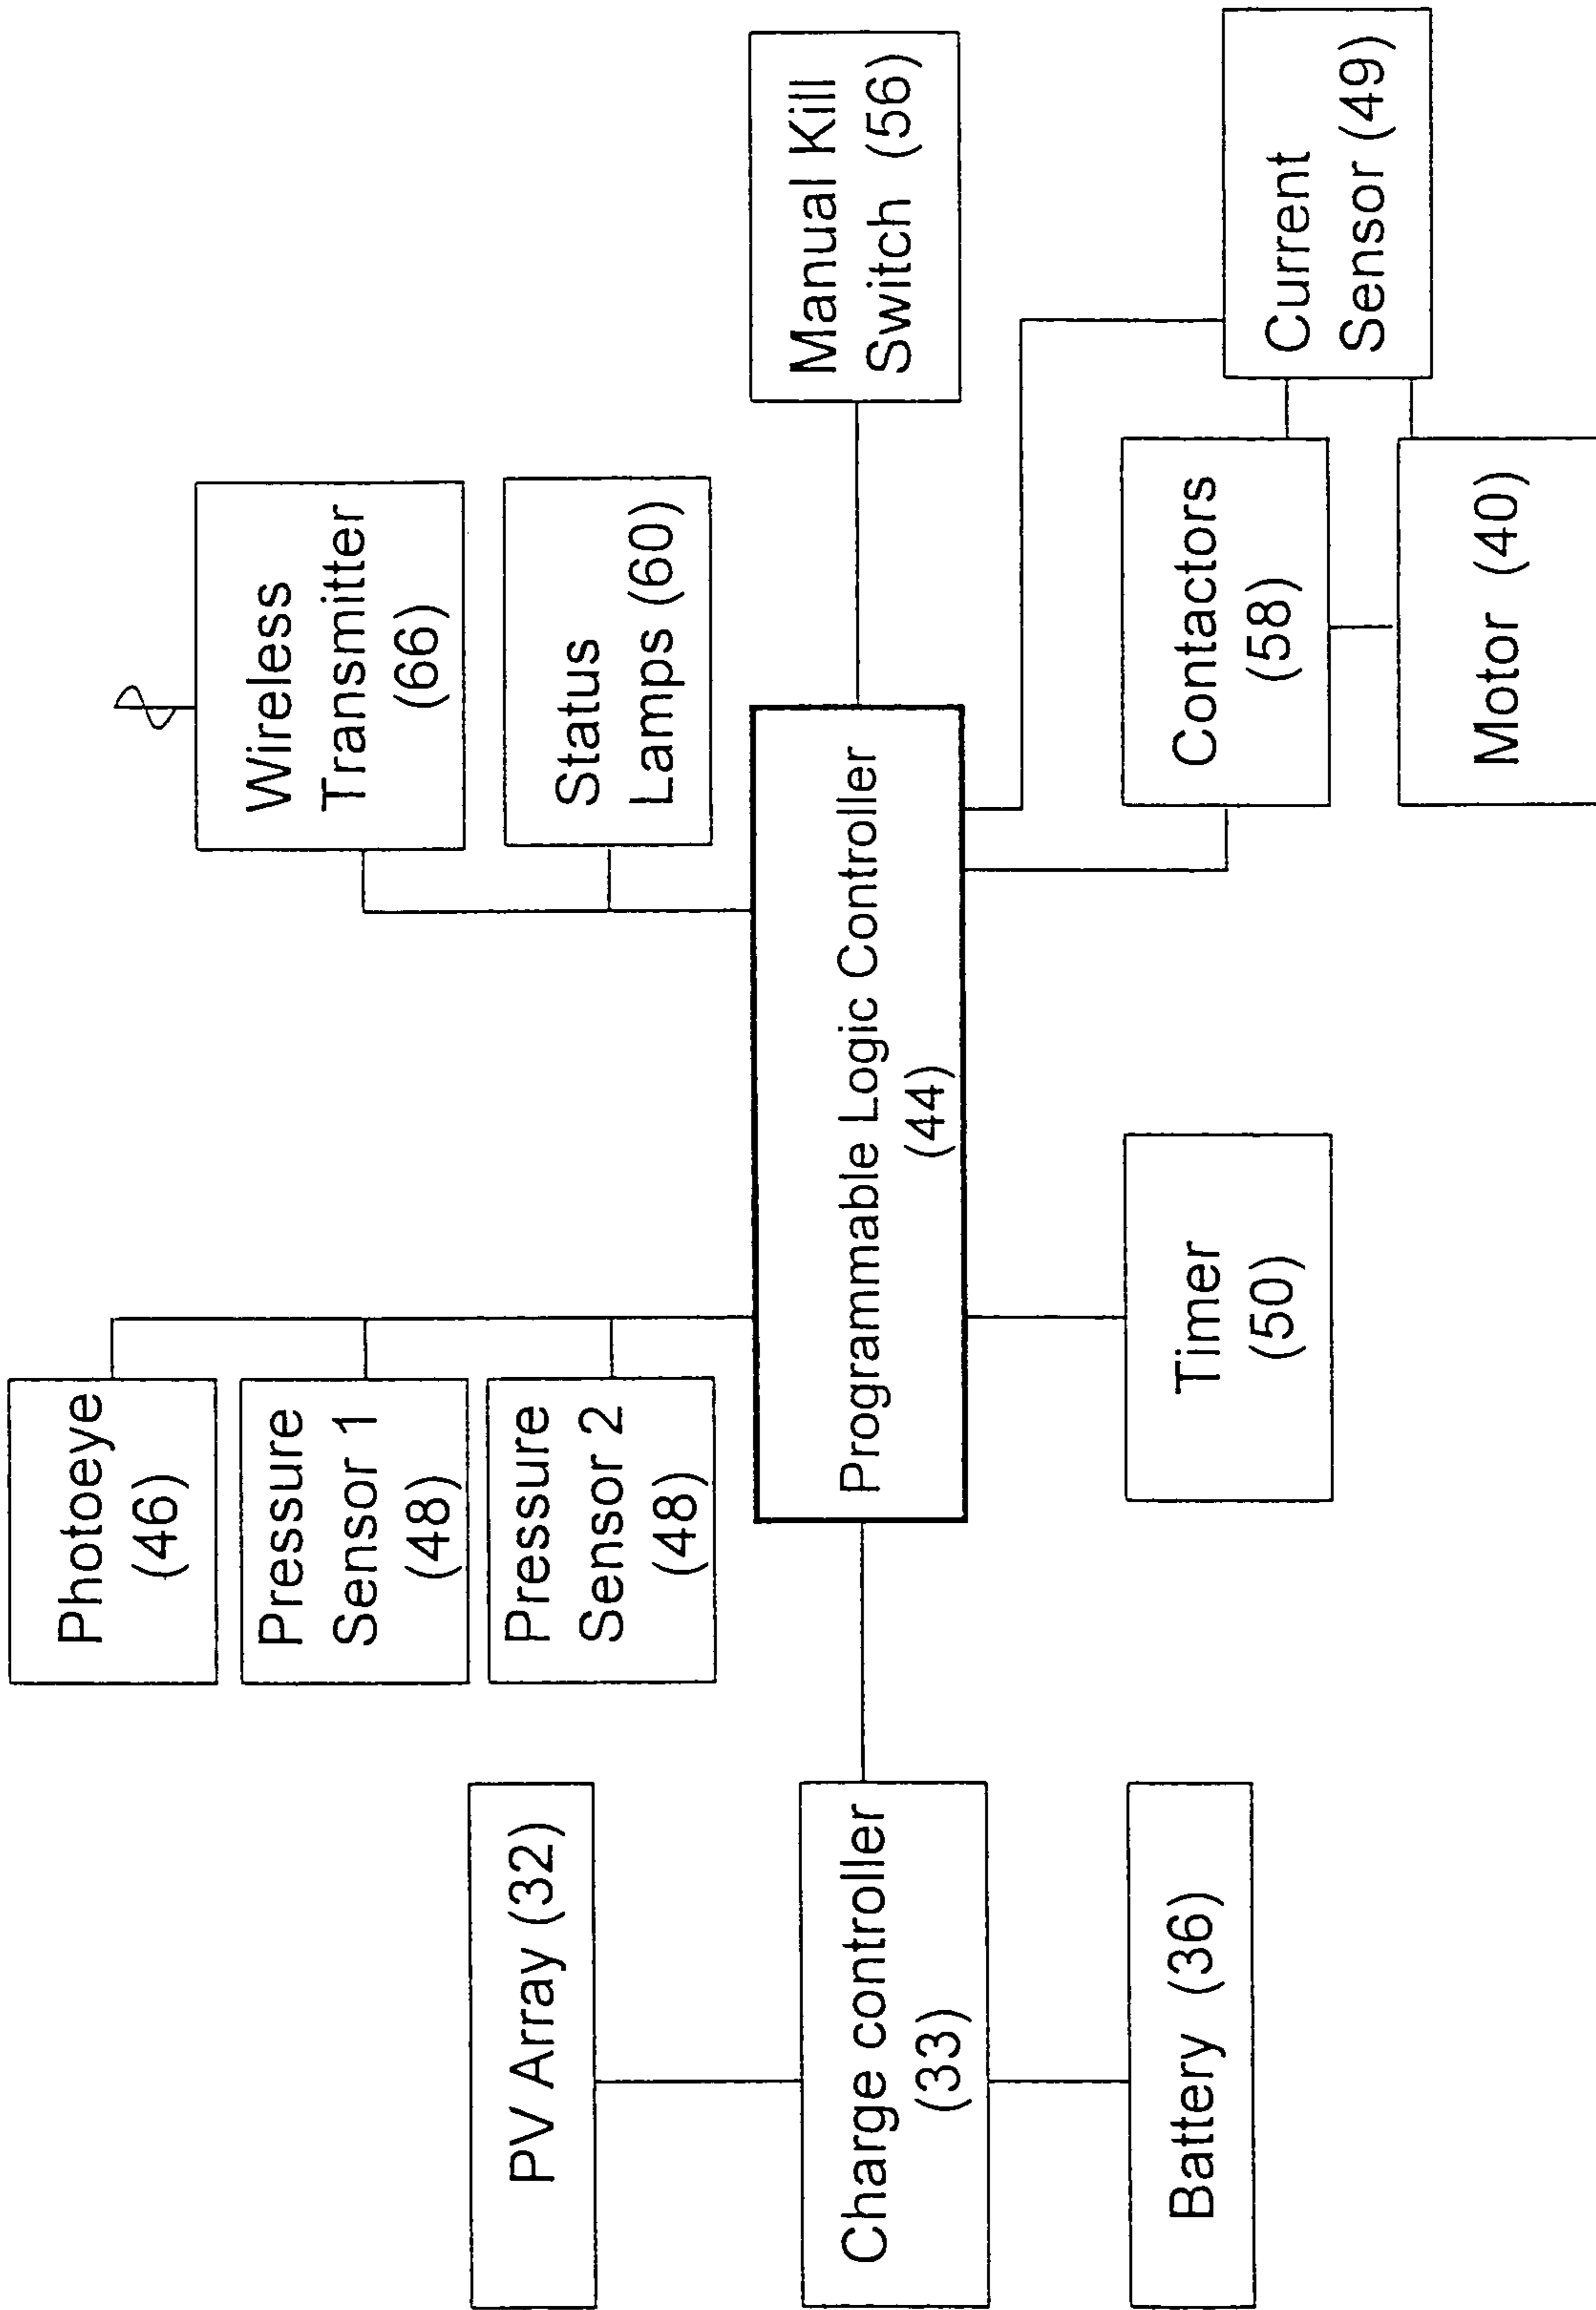 Photoeye
(46)
Pressure
Sensor 1
(48)
Pressure
Sensor 2
(48)
Wireless
Transmitter
(66)
Status
Lamps (60)
PV Array (32)
Charge controller
(33)
Battery (36)
Programmable Logic Controller
(44)
Manual Kill
Switch (56)
Timer
(50)
Contactors
(58)
Motor (40)
Current
Sensor (49)